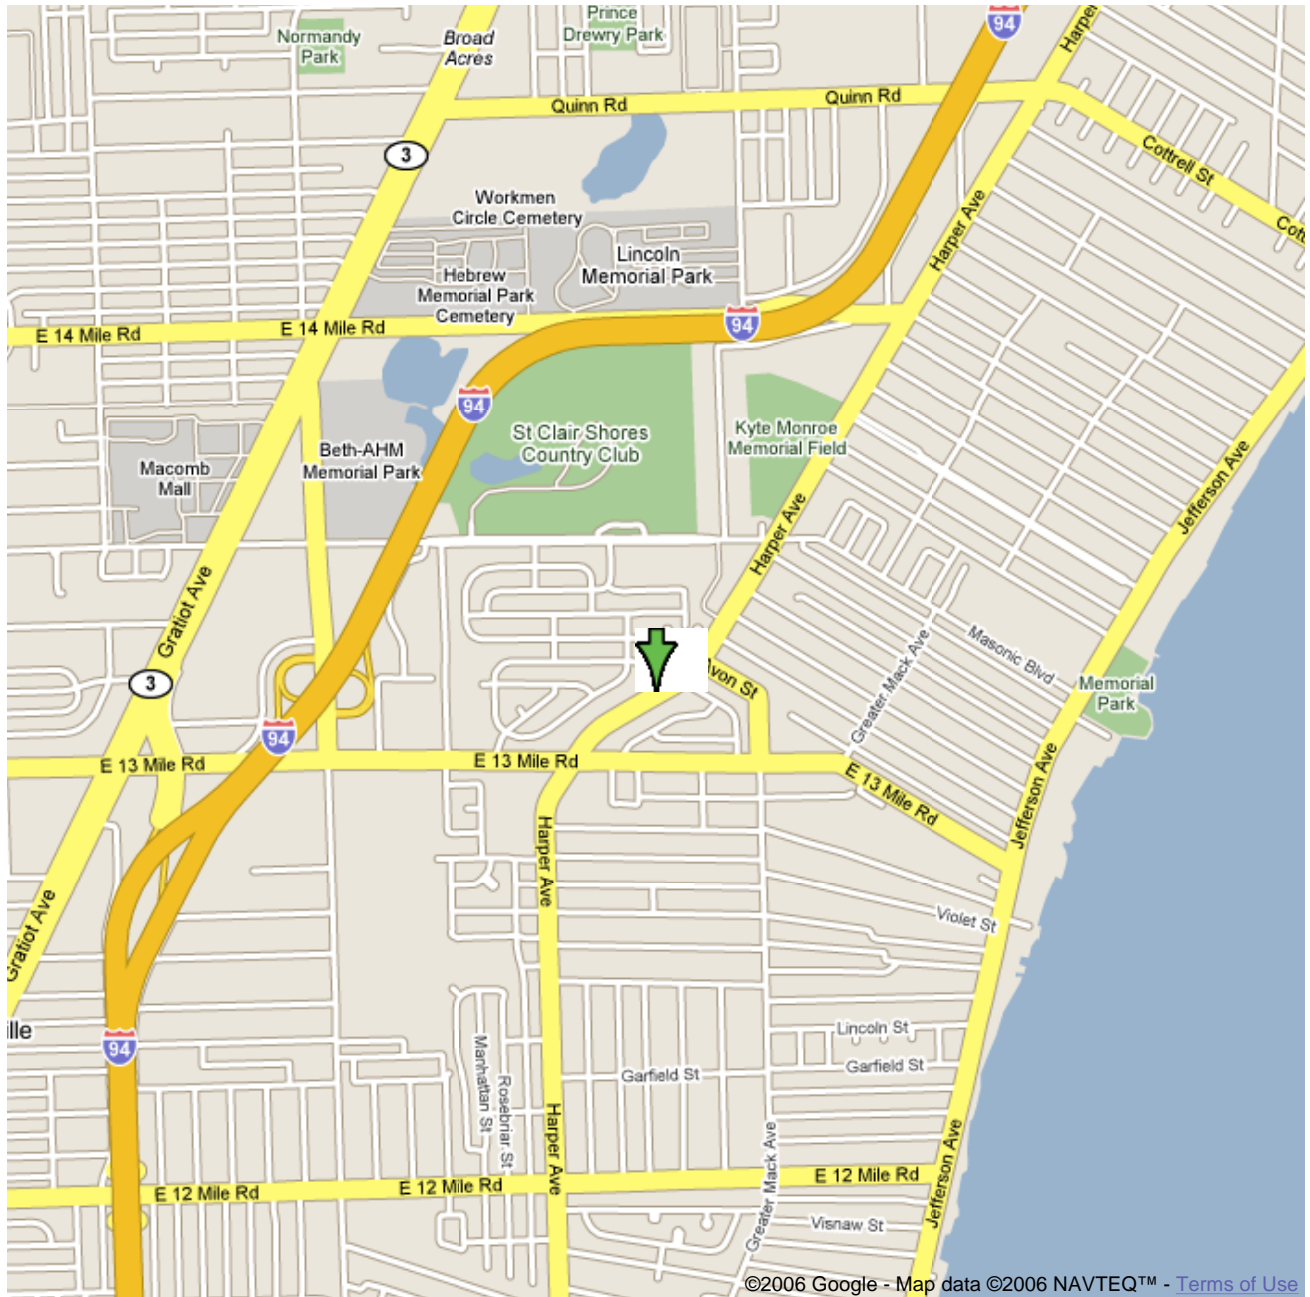 Normandy
Park
Broad
Acres
Prince
Drewry Park
94
Harper
Quinn Rd
Quinn Rd
3
Cottrell St
Workmen
Circle Cemetery
Harper Ave
Lincoln
Memorial Park
Hebrew
Memorial Park
Cemetery
E 14 Mile Rd
E 14 Mile Rd
94
94
St Clair Shores
Country Club
Kyte Monroe
Memorial Field
Beth-AHM
Memorial Park
Macomb
Mall
Jefferson Ave
Harper Ave
Gratiot Ave
Greater Mack Ave
Masonic Blvd
3
Avon St
Memorial
Park
94
E 13 Mile Rd
E 13 Mile Rd
E 13 Mile Rd
Jefferson Ave
Harper Ave
Gratiot Ave
Violet St
ille
94
Lincoln St
Manhattan St
Rosebriar St
Garfield St
Garfield St
Harper Ave
Greater Mack Ave
Jefferson Ave
E 12 Mile Rd
E 12 Mile Rd
E 12 Mile Rd
Visnaw St
©2006 Google - Map data ©2006 NAVTEQ™ - Terms of Use